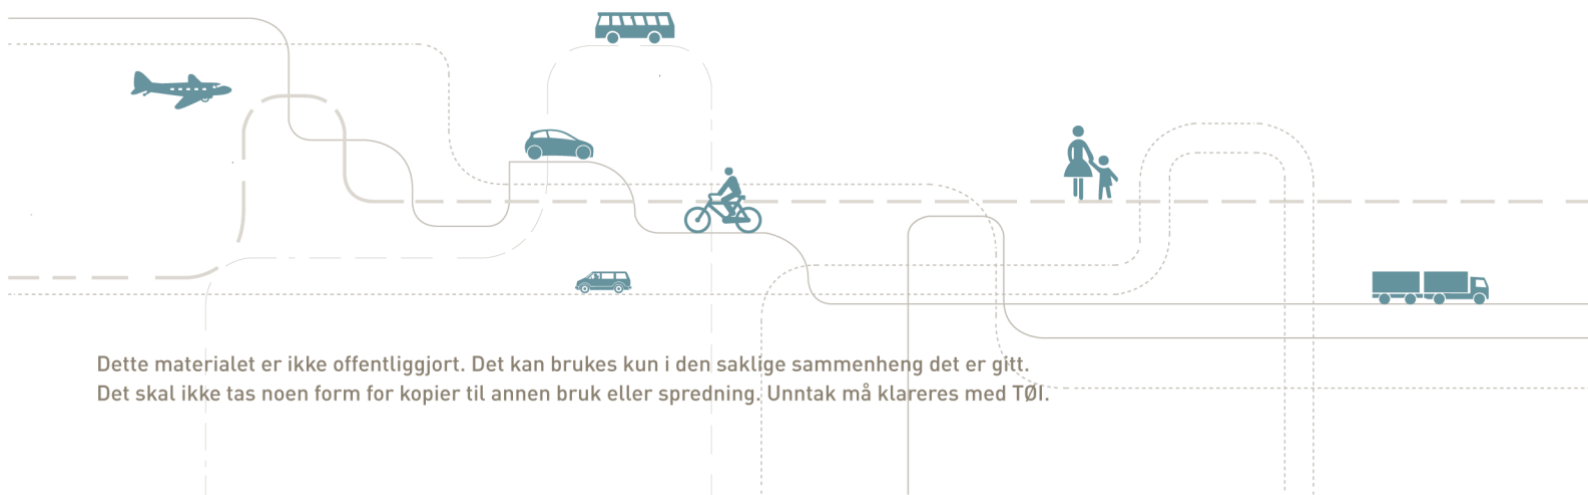 Dette materialet er ikke offentliggjort. Det kan brukes kun i den saklige sammenheng det er gitt.
Det skal ikke tas noen form for kopier til annen bruk eller spredning. Unntak må klareres med TØI.